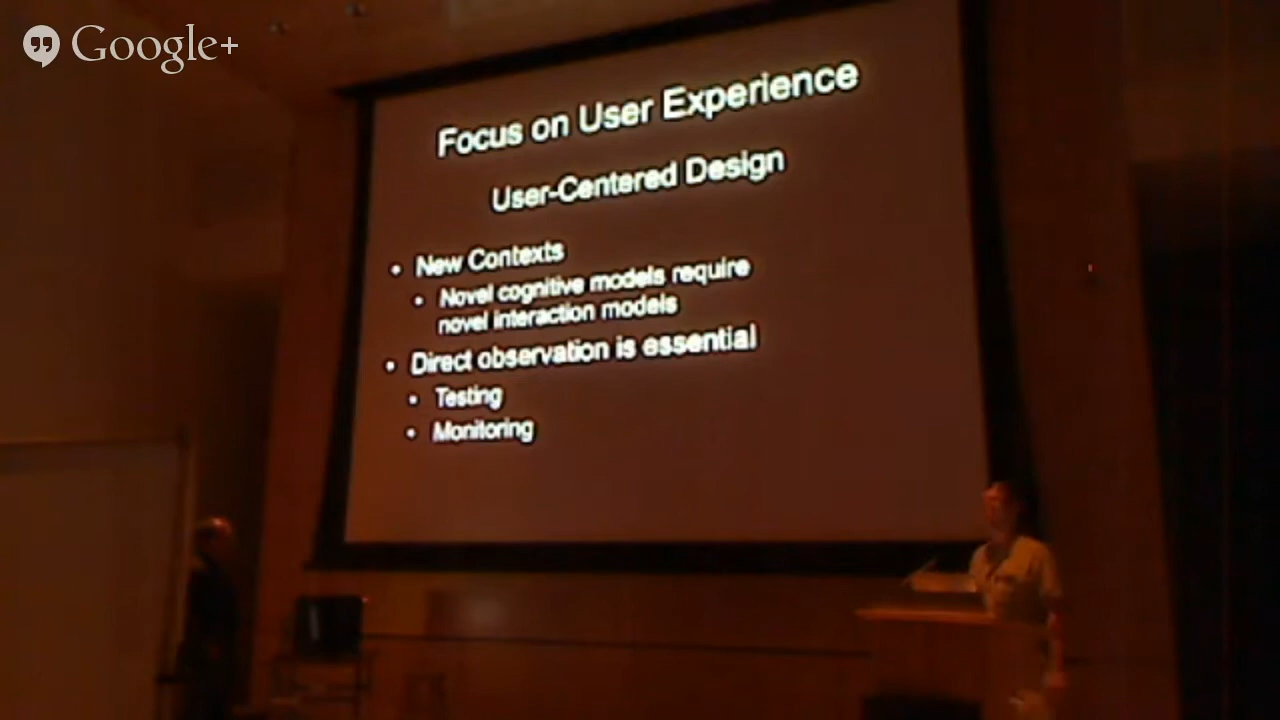 Google+
Focus on User Experience
User-Centered Design
• New Contexts
• Novel cognitive models require
novel interaction models
• Direct observation is essential
• Testing
• Monitoring